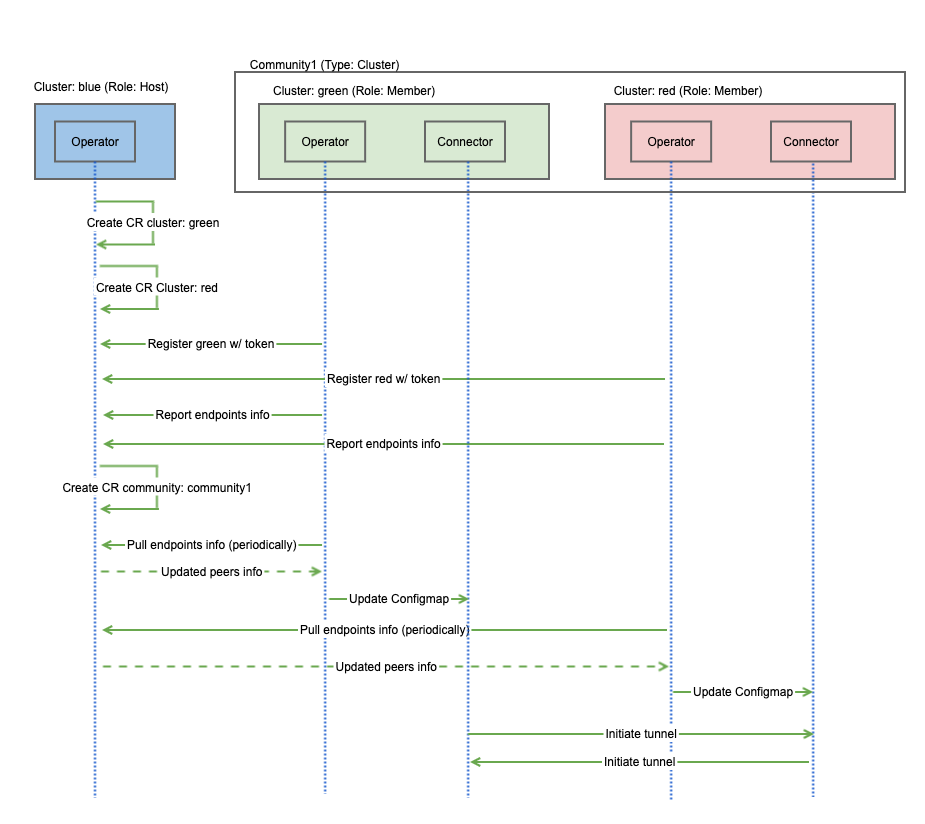 Community1 (Type: Cluster)
Cluster: blue (Role: Host)
Cluster: green (Role: Member)
Cluster: red (Role: Member)
Operator
Operator
Connector
Operator
Connector
Create CR cluster: green
Create CR Cluster: red
Register green w/ token
Register red w/ token
Report endpoints info
Report endpoints info
Create CR community: community1
Pull endpoints info (periodically)
Updated peers info
Update Configmap
Pull endpoints info (periodically)
Updated peers info
Update Configmap
Initiate tunnel
Initiate tunnel